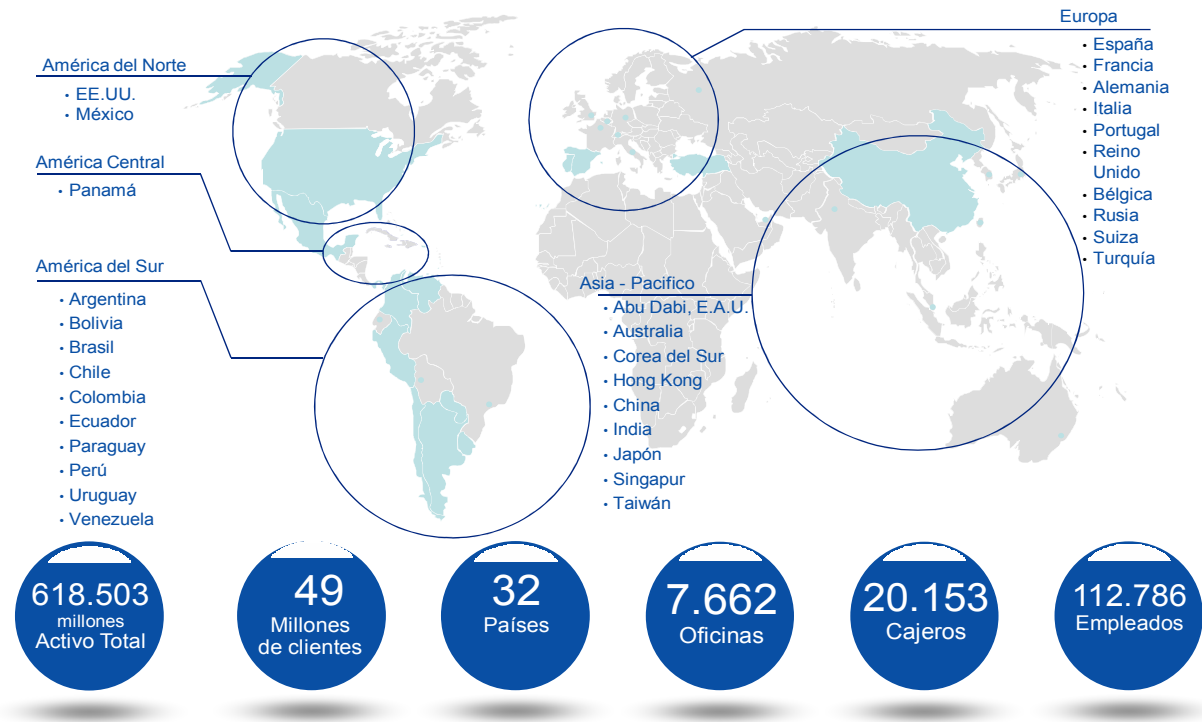 América del Norte
• EE.UU.
• México
América Central
• Panamá
América del Sur
• Argentina
• Bolivia
• Brasil
• Chile
• Colombia
• Ecuador
• Paraguay
• Perú
• Uruguay
• Venezuela
Europa
• España
• Francia
• Alemania
• Italia
• Portugal
• Reino
Unido
• Bélgica
• Rusia
• Suiza
• Turquía
Asia - Pacifico
• Abu Dabi, E.A.U.
• Australia
• Corea del Sur
• Hong Kong
• China
• India
• Japón
• Singapur
• Taiwán
618.503
millones
Activo Total
49
Millones
de clientes
32
Países
7.662
Oficinas
20.153
Cajeros
112.786
Empleados